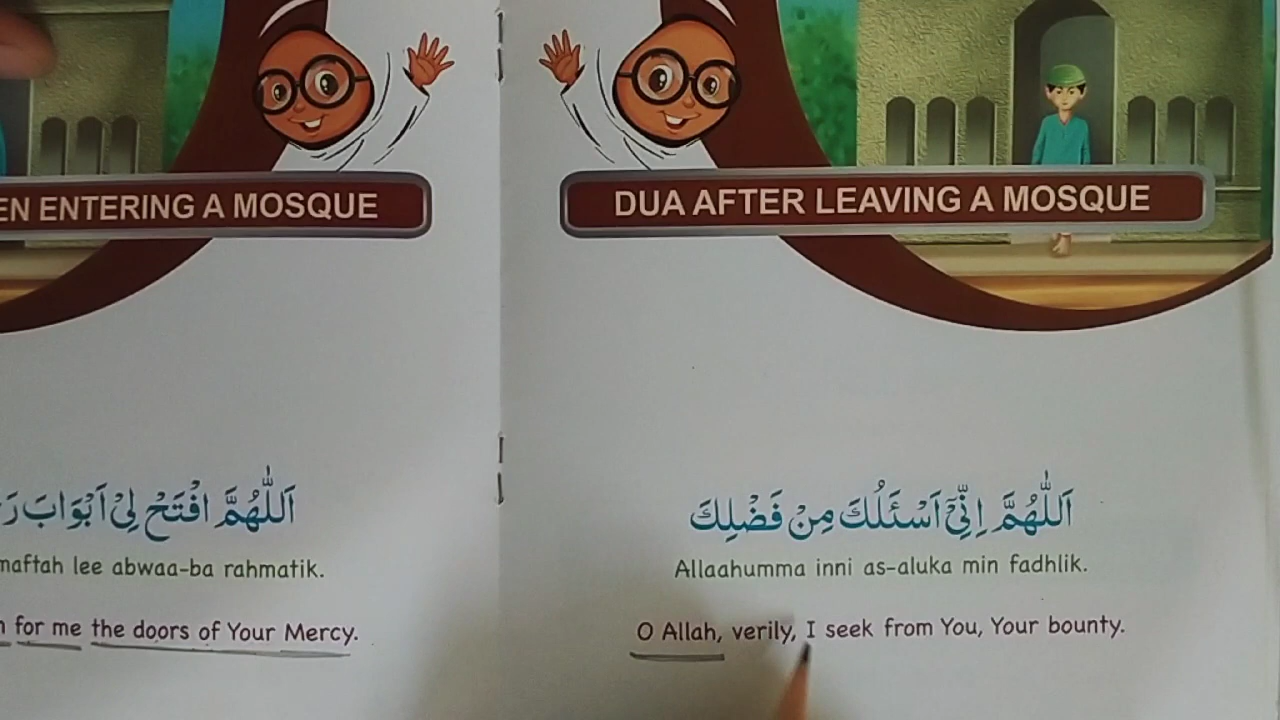 EN ENTERING A MOSQUE
اَللّٰهُمَّ افْتَحْ لِيْ اَبْوَابَ
maftah lee abwaa-ba rahmatik.
for me the doors of Your Mercy.
DUA AFTER LEAVING A MOSQUE
اَللّٰهُمَّ اِنِّيْٓ اَسْئَلُكَ مِنْ فَضْلِكَ
Allaahumma inni as-aluka min fadhlik.
O Allah, verily, I seek from You, Your bounty.